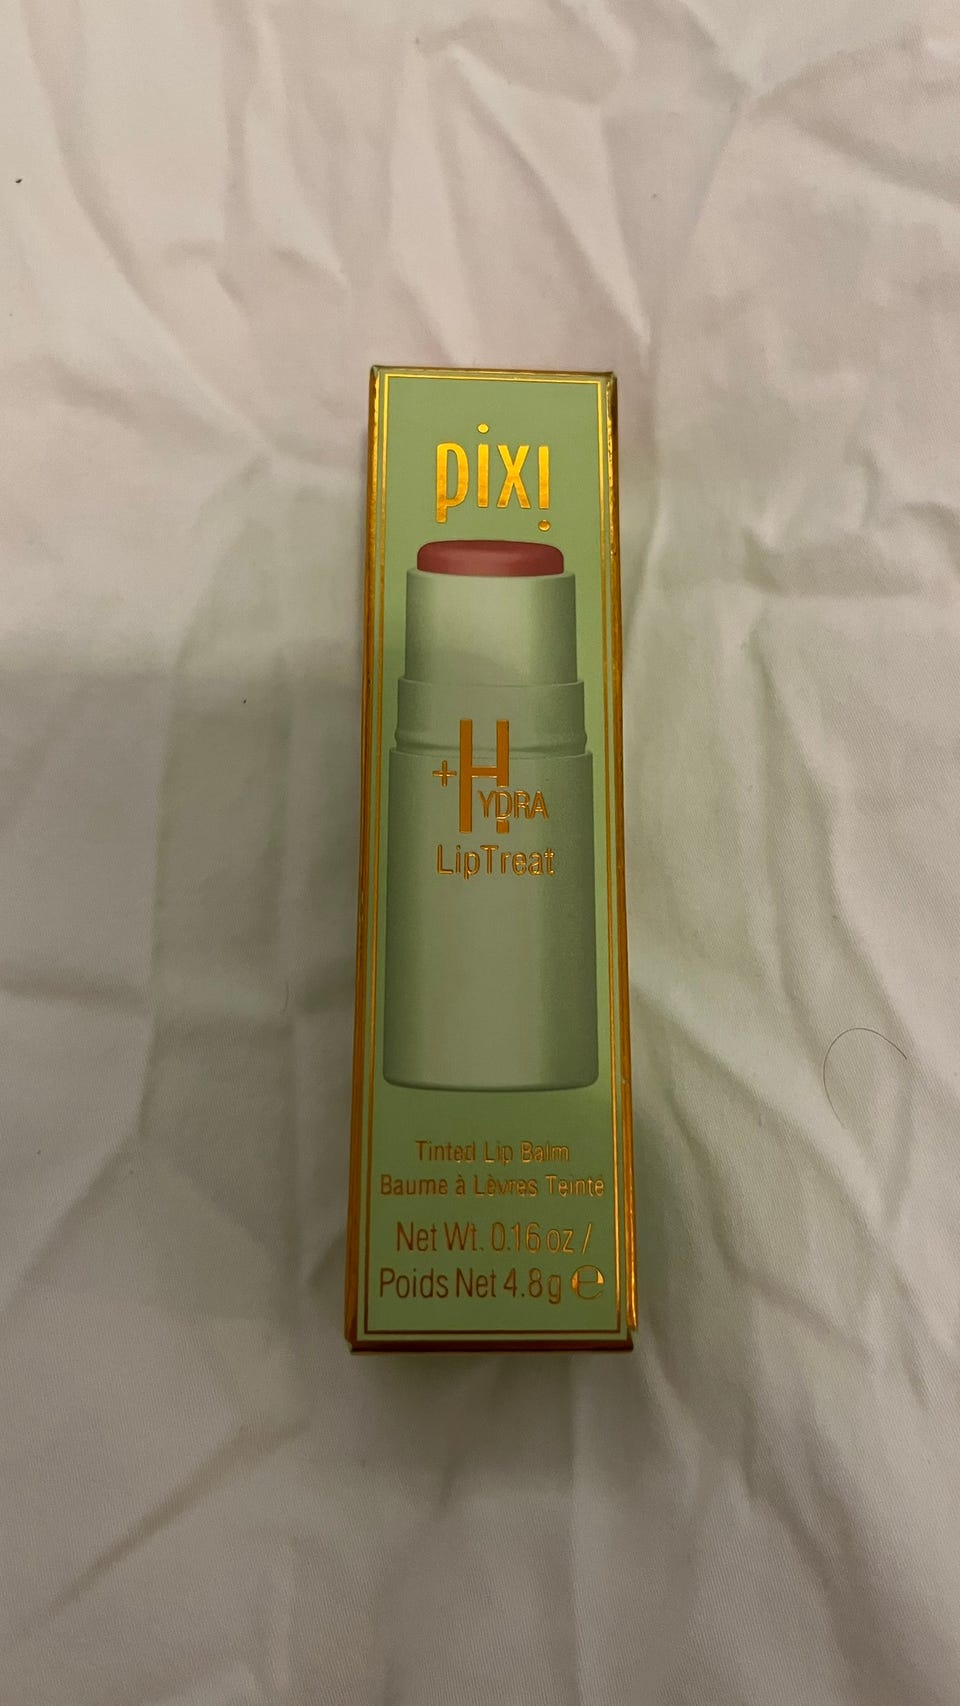 pixi
+HYDRA
LipTreat
Tinted Lip Balm
Baume à Lèvres Teinté
Net Wt. 0.16 oz /
Poids Net 4.8g ℮